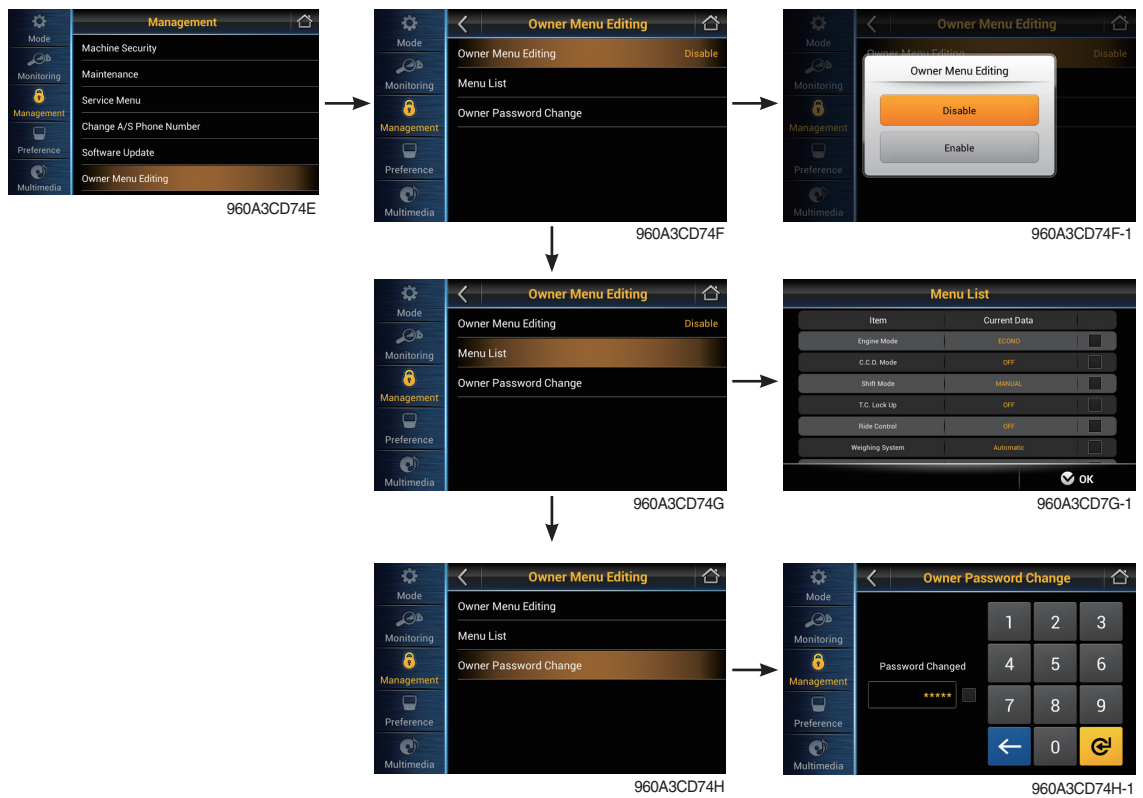 Management
Mode
Monitoring
Management
Preference
Multimedia
Machine Security
Maintenance
Service Menu
Change A/S Phone Number
Software Update
Owner Menu Editing
960A3CD74E
Owner Menu Editing
Mode
Monitoring
Management
Preference
Multimedia
Owner Menu Editing Disable
Menu List
Owner Password Change
960A3CD74F
Owner Menu Editing
Mode
Monitoring
Management
Preference
Multimedia
Owner Menu Editing Disable
Owner Menu Editing
Disable
Enable
960A3CD74F-1
Owner Menu Editing
Mode
Monitoring
Management
Preference
Multimedia
Owner Menu Editing Disable
Menu List
Owner Password Change
960A3CD74G
Menu List
Item Current Data
Engine Mode ECONO
C.C.O. Mode OFF
Shift Mode MANUAL
T.C. Lock Up OFF
Ride Control OFF
Weighing System Automatic
OK
960A3CD7G-1
Owner Menu Editing
Mode
Monitoring
Management
Preference
Multimedia
Owner Menu Editing
Menu List
Owner Password Change
960A3CD74H
Owner Password Change
Mode
Monitoring
Management
Preference
Multimedia
Password Changed
*****
1 2 3
4 5 6
7 8 9
0
960A3CD74H-1